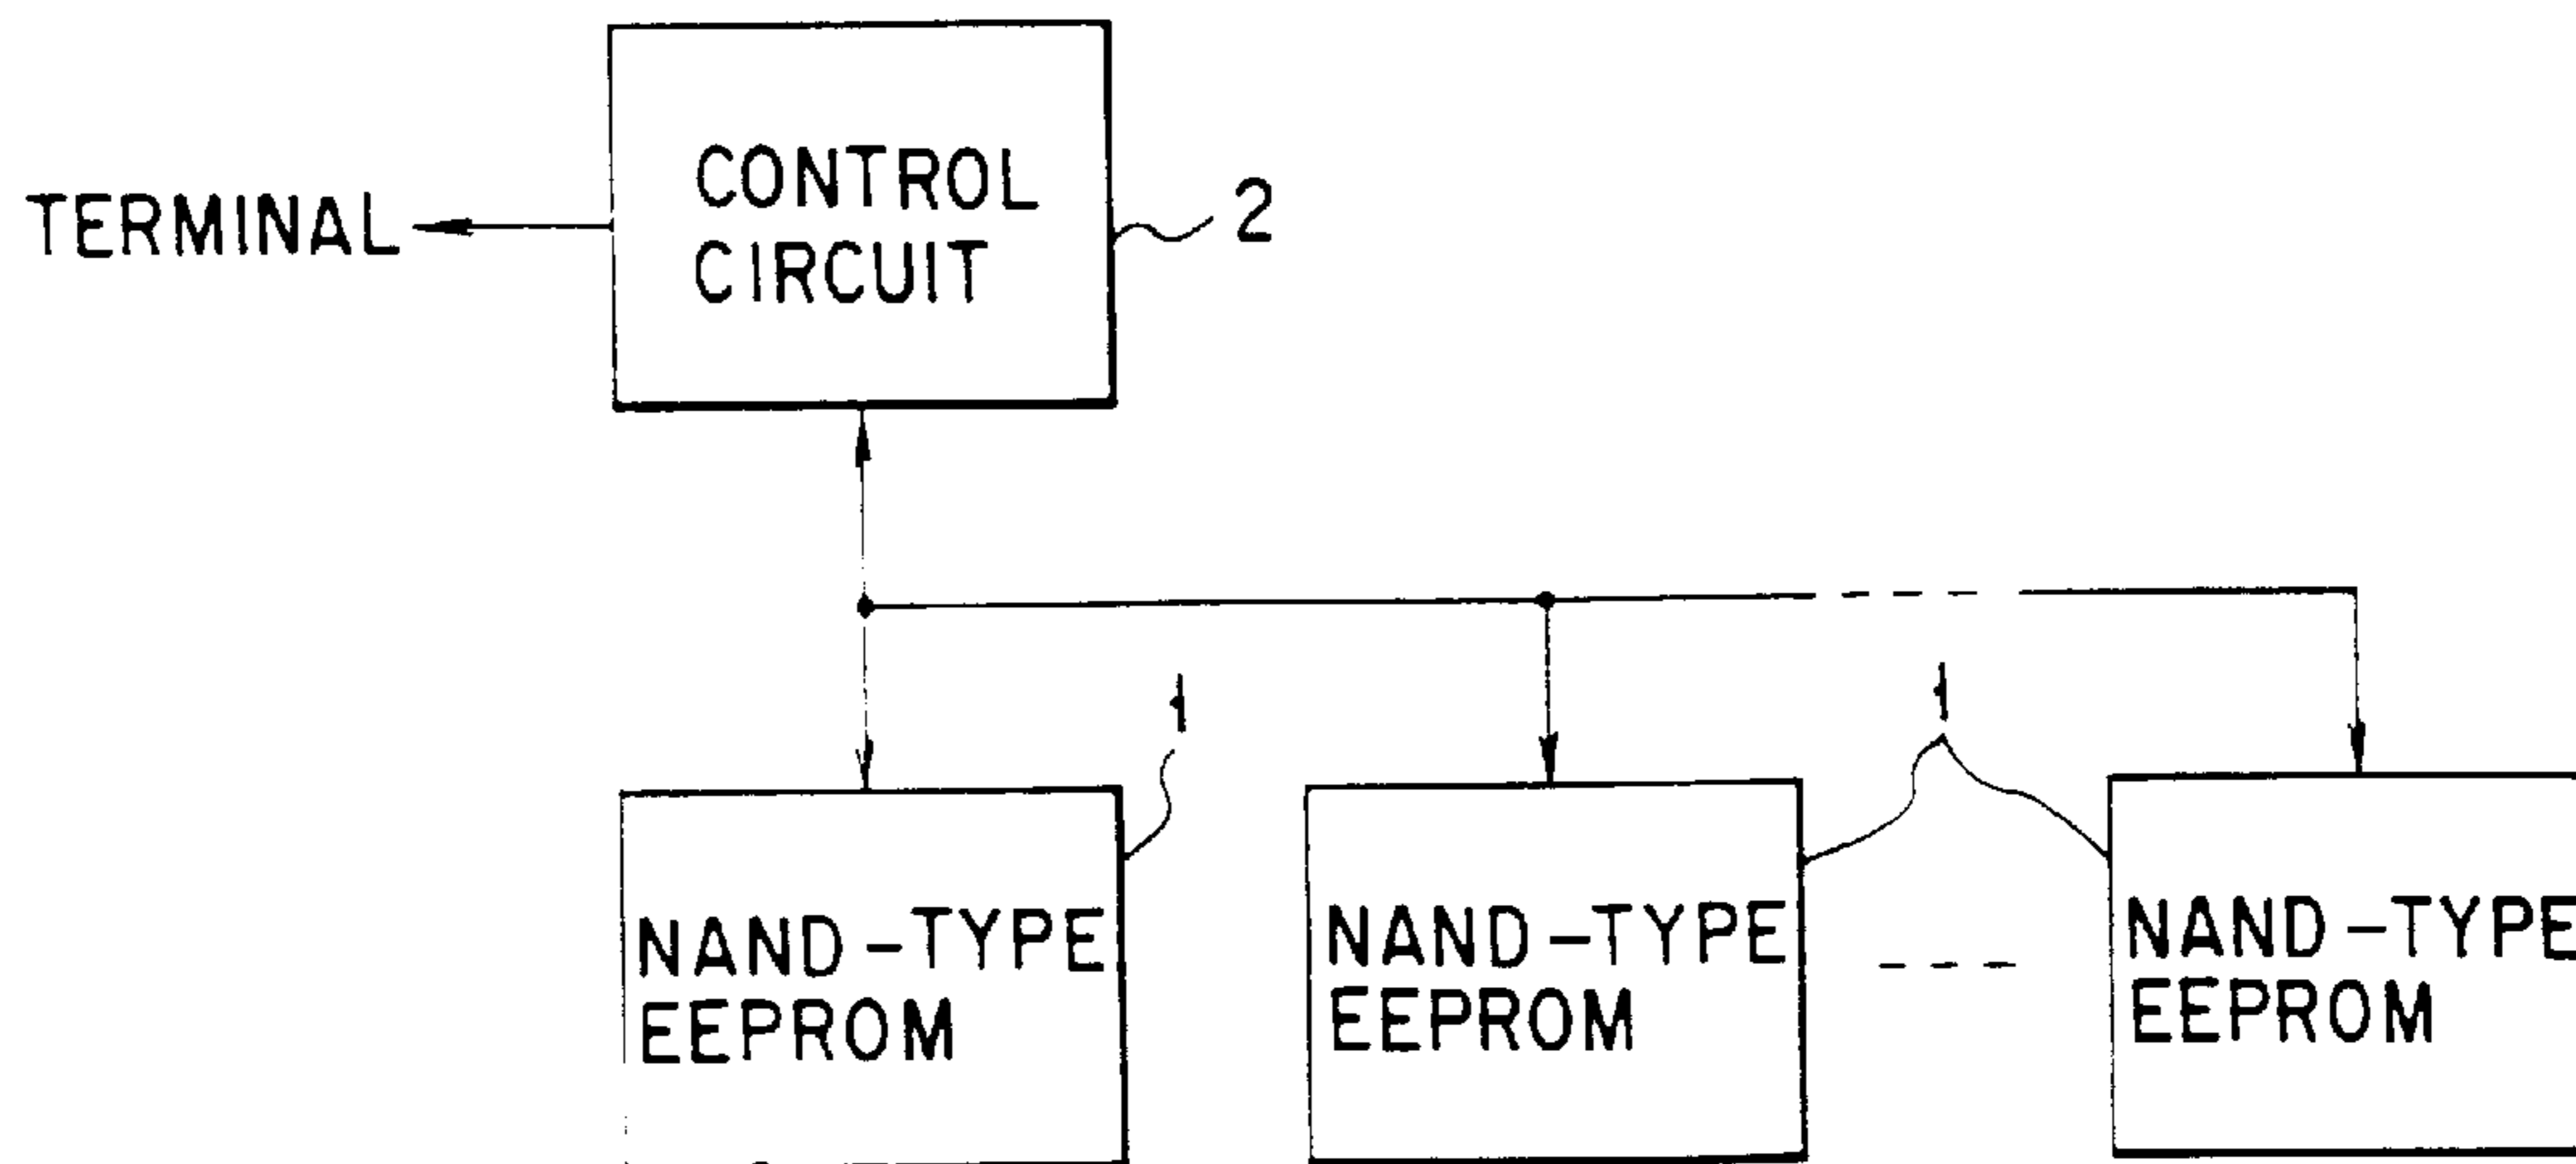 CONTROL
CIRCUIT
TERMINAL
2
1
1
NAND-TYPE
EEPROM
NAND-TYPE
EEPROM
NAND-TYPE
EEPROM